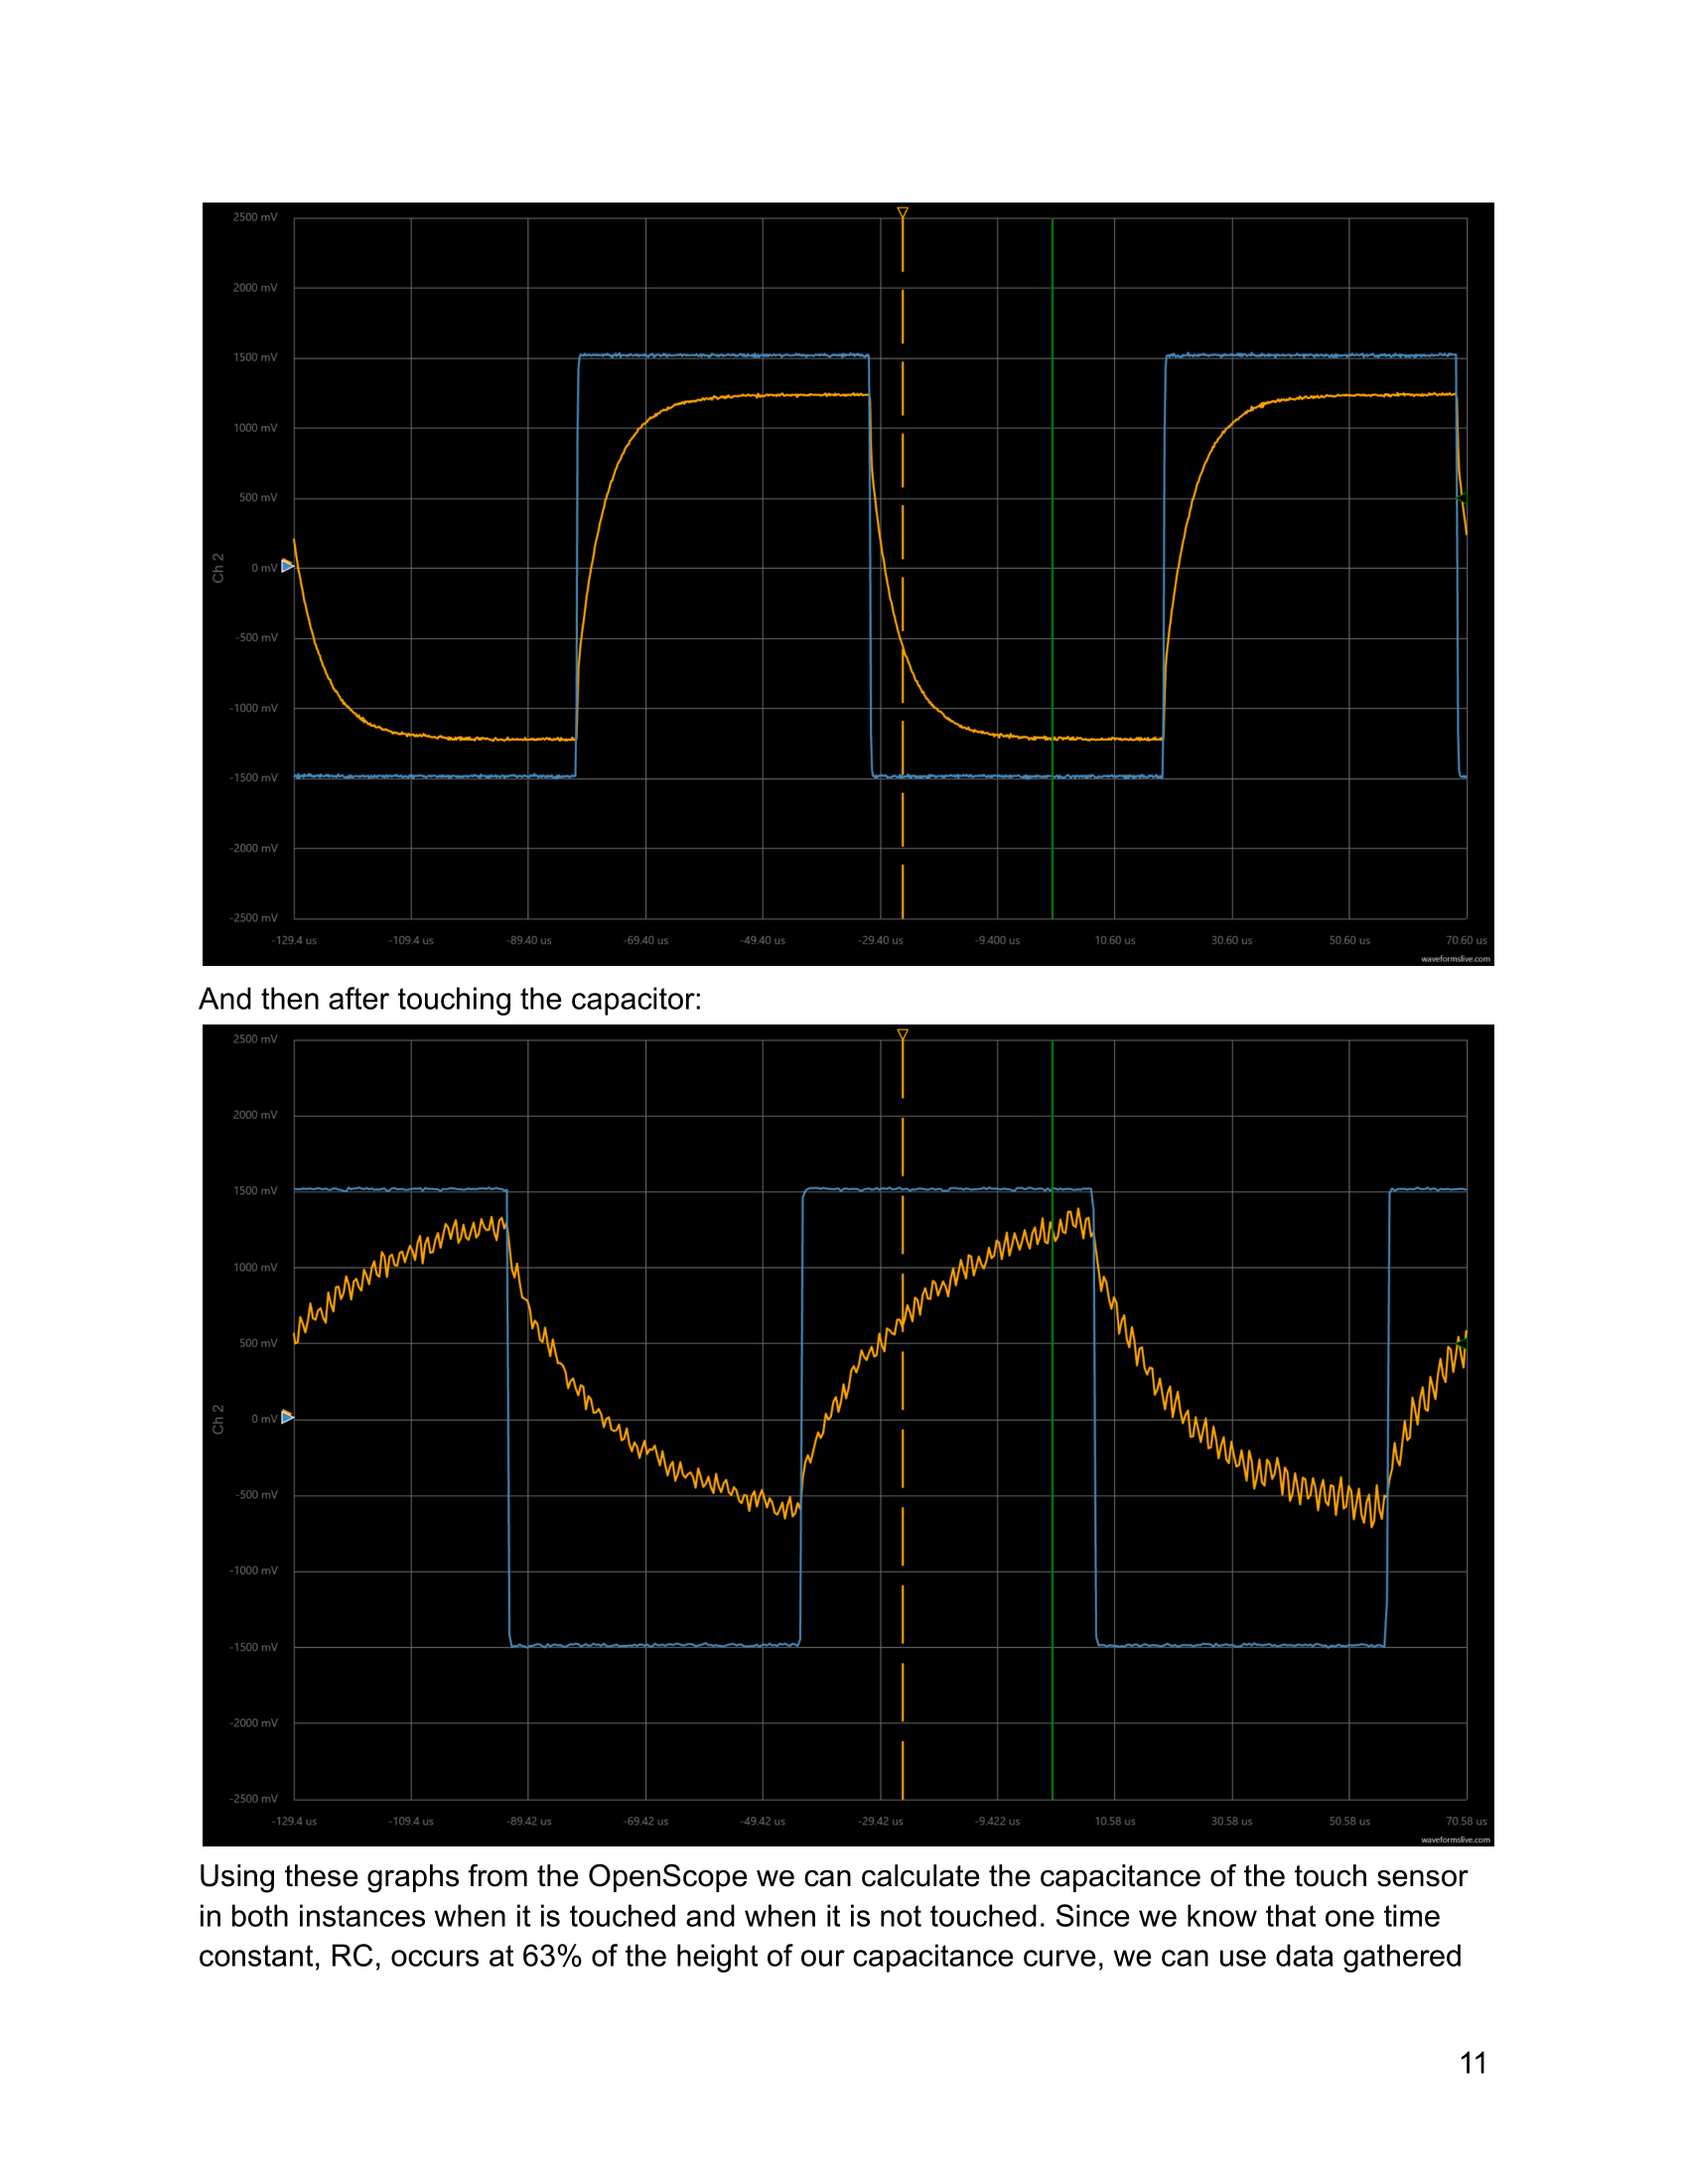 2500 mV
2000 mV
1500 mV
1000 mV
500 mV
Ch 2
0 mV
-500 mV
-1000 mV
-1500 mV
-2000 mV
-2500 mV
-129.4 us -109.4 us -89.40 us -69.40 us -49.40 us -29.40 us -9.400 us 10.60 us 30.60 us 50.60 us 70.60 us
waveformslive.com
And then after touching the capacitor:
2500 mV
2000 mV
1500 mV
1000 mV
500 mV
Ch 2
0 mV
-500 mV
-1000 mV
-1500 mV
-2000 mV
-2500 mV
-129.4 us -109.4 us -89.42 us -69.42 us -49.42 us -29.42 us -9.422 us 10.58 us 30.58 us 50.58 us 70.58 us
waveformslive.com
Using these graphs from the OpenScope we can calculate the capacitance of the touch sensor
in both instances when it is touched and when it is not touched. Since we know that one time
constant, RC, occurs at 63% of the height of our capacitance curve, we can use data gathered
11